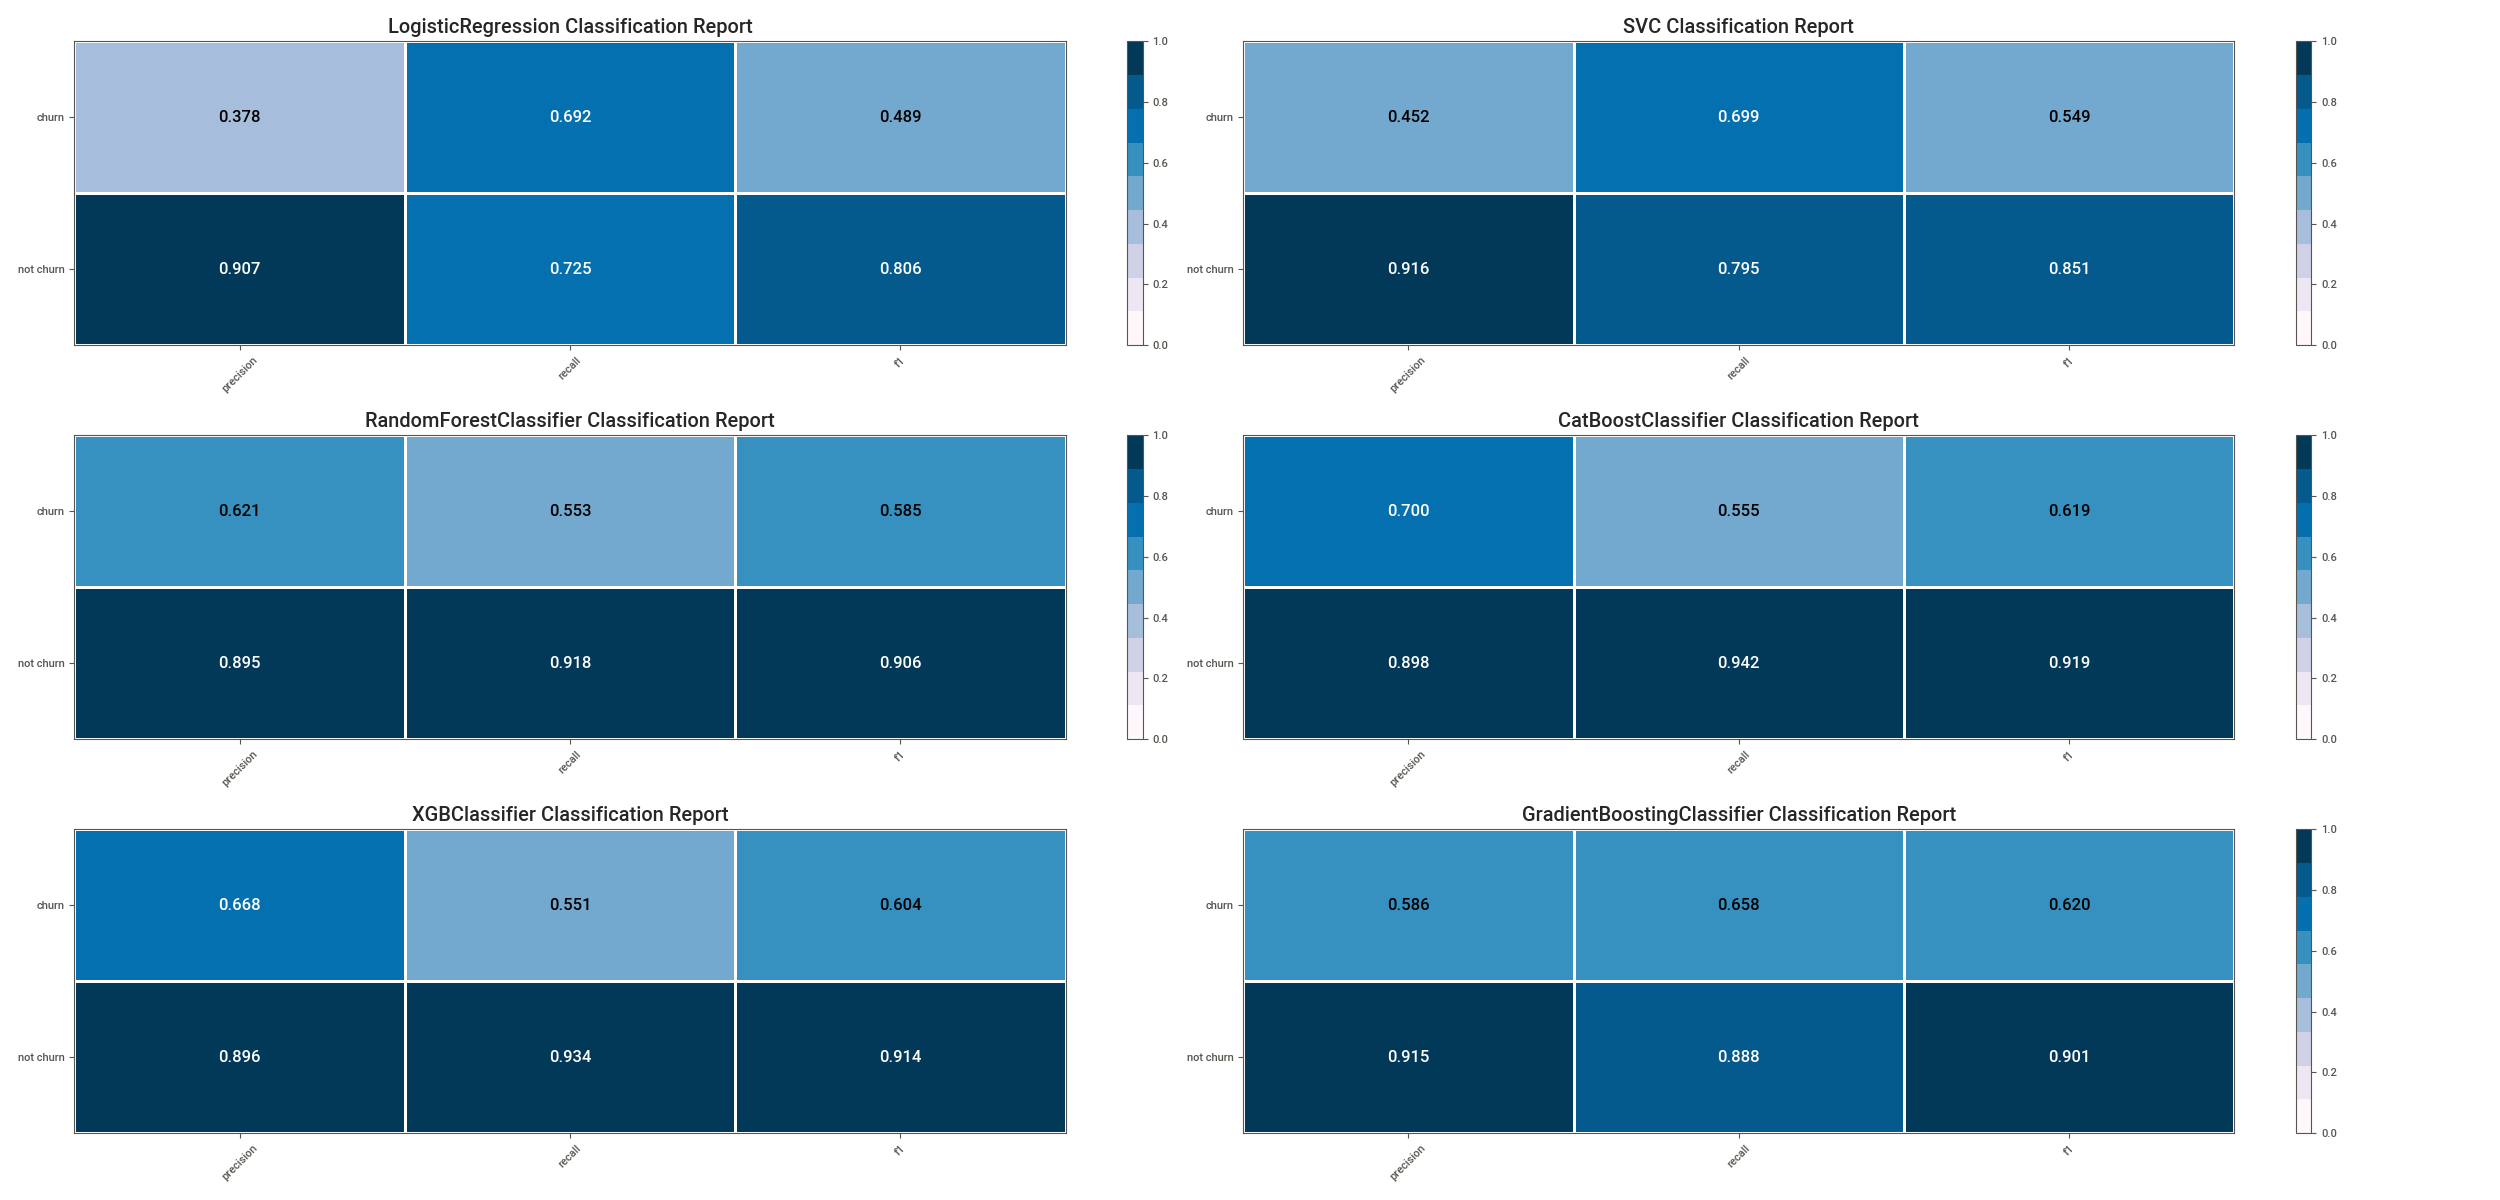 LogisticRegression Classification Report
churn
0.378 0.692 0.489
not churn
0.907 0.725 0.806
precision recall f1
1.0
0.8
0.6
0.4
0.2
0.0
SVC Classification Report
churn
0.452 0.699 0.549
not churn
0.916 0.795 0.851
precision recall f1
1.0
0.8
0.6
0.4
0.2
0.0
RandomForestClassifier Classification Report
churn
0.621 0.553 0.585
not churn
0.895 0.918 0.906
precision recall f1
1.0
0.8
0.6
0.4
0.2
0.0
CatBoostClassifier Classification Report
churn
0.700 0.555 0.619
not churn
0.898 0.942 0.919
precision recall f1
1.0
0.8
0.6
0.4
0.2
0.0
XGBClassifier Classification Report
churn
0.668 0.551 0.604
not churn
0.896 0.934 0.914
precision recall f1
GradientBoostingClassifier Classification Report
churn
0.586 0.658 0.620
not churn
0.915 0.888 0.901
precision recall f1
1.0
0.8
0.6
0.4
0.2
0.0